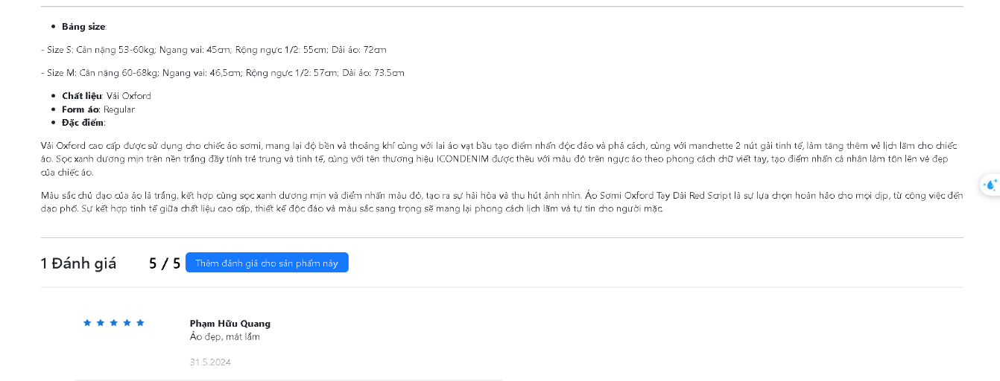 Bảng size:
- Size S: Cân nặng 53-60kg; Ngang vai: 45cm; Rộng ngực 1/2: 55cm; Dài áo: 72cm
- Size M: Cân nặng 60-68kg; Ngang vai: 46,5cm; Rộng ngực 1/2: 57cm; Dài áo: 73.5cm
Chất liệu: Vải Oxford
Form áo: Regular
Đặc điểm:
Vải Oxford cao cấp được sử dụng cho chiếc áo sơmi, mang lại độ bền và thoáng khí cùng với lai áo vạt bầu tạo điểm nhấn độc đáo và phá cách, cùng với manchette 2 nút gài tinh tế, làm tăng thêm vẻ lịch lãm cho chiếc
áo. Sọc xanh dương mịn trên nền trắng đầy tính trẻ trung và tinh tế, cùng với tên thương hiệu ICONDENIM được thêu với màu đỏ trên ngực áo theo phong cách chữ viết tay, tạo điểm nhấn cá nhân làm tôn lên vẻ đẹp
của chiếc áo.
Màu sắc chủ đạo của áo là trắng, kết hợp cùng sọc xanh dương mịn và điểm nhấn màu đỏ, tạo ra sự hài hòa và thu hút ánh nhìn. Áo Sơmi Oxford Tay Dài Red Script là sự lựa chọn hoàn hảo cho mọi dịp, từ công việc đến
dạo phố. Sự kết hợp tinh tế giữa chất liệu cao cấp, thiết kế độc đáo và màu sắc sang trọng sẽ mang lại phong cách lịch lãm và tự tin cho người mặc.
1 Đánh giá 5 / 5 Thêm đánh giá cho sản phẩm này
Phạm Hữu Quang
Áo đẹp, mát lắm
31.5.2024